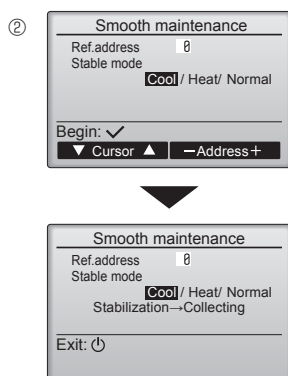 ②
Smooth maintenance
Ref.address 0
Stable mode
Cool / Heat/ Normal
Begin: ✓
▼ Cursor ▲ −Address+
Smooth maintenance
Ref.address 0
Stable mode
Cool / Heat/ Normal
Stabilization→Collecting
Exit: ⏻